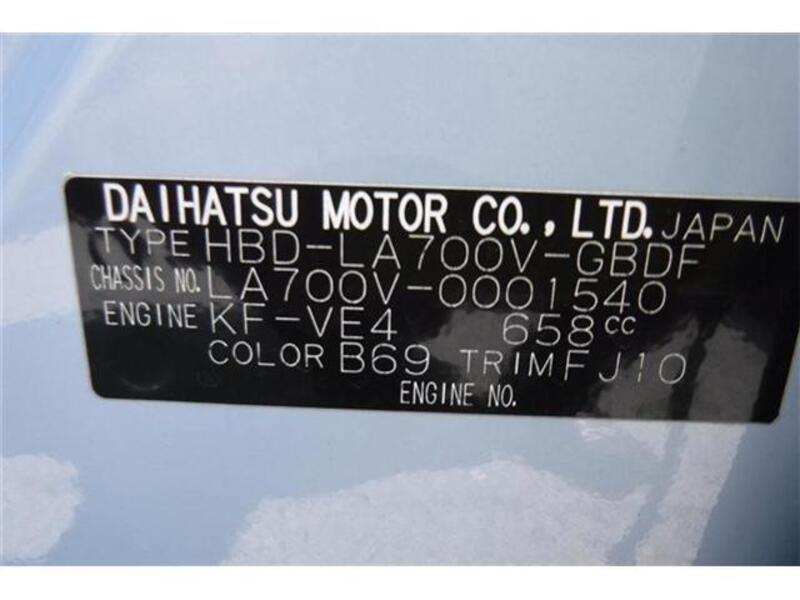 DAIHATSU MOTOR CO., LTD. JAPAN
TYPE HBD-LA700V-GBDF
CHASSIS NO. LA700V-0001540
ENGINE KF-VE4 658cc
COLOR B69 TRIM FJ10
ENGINE NO.